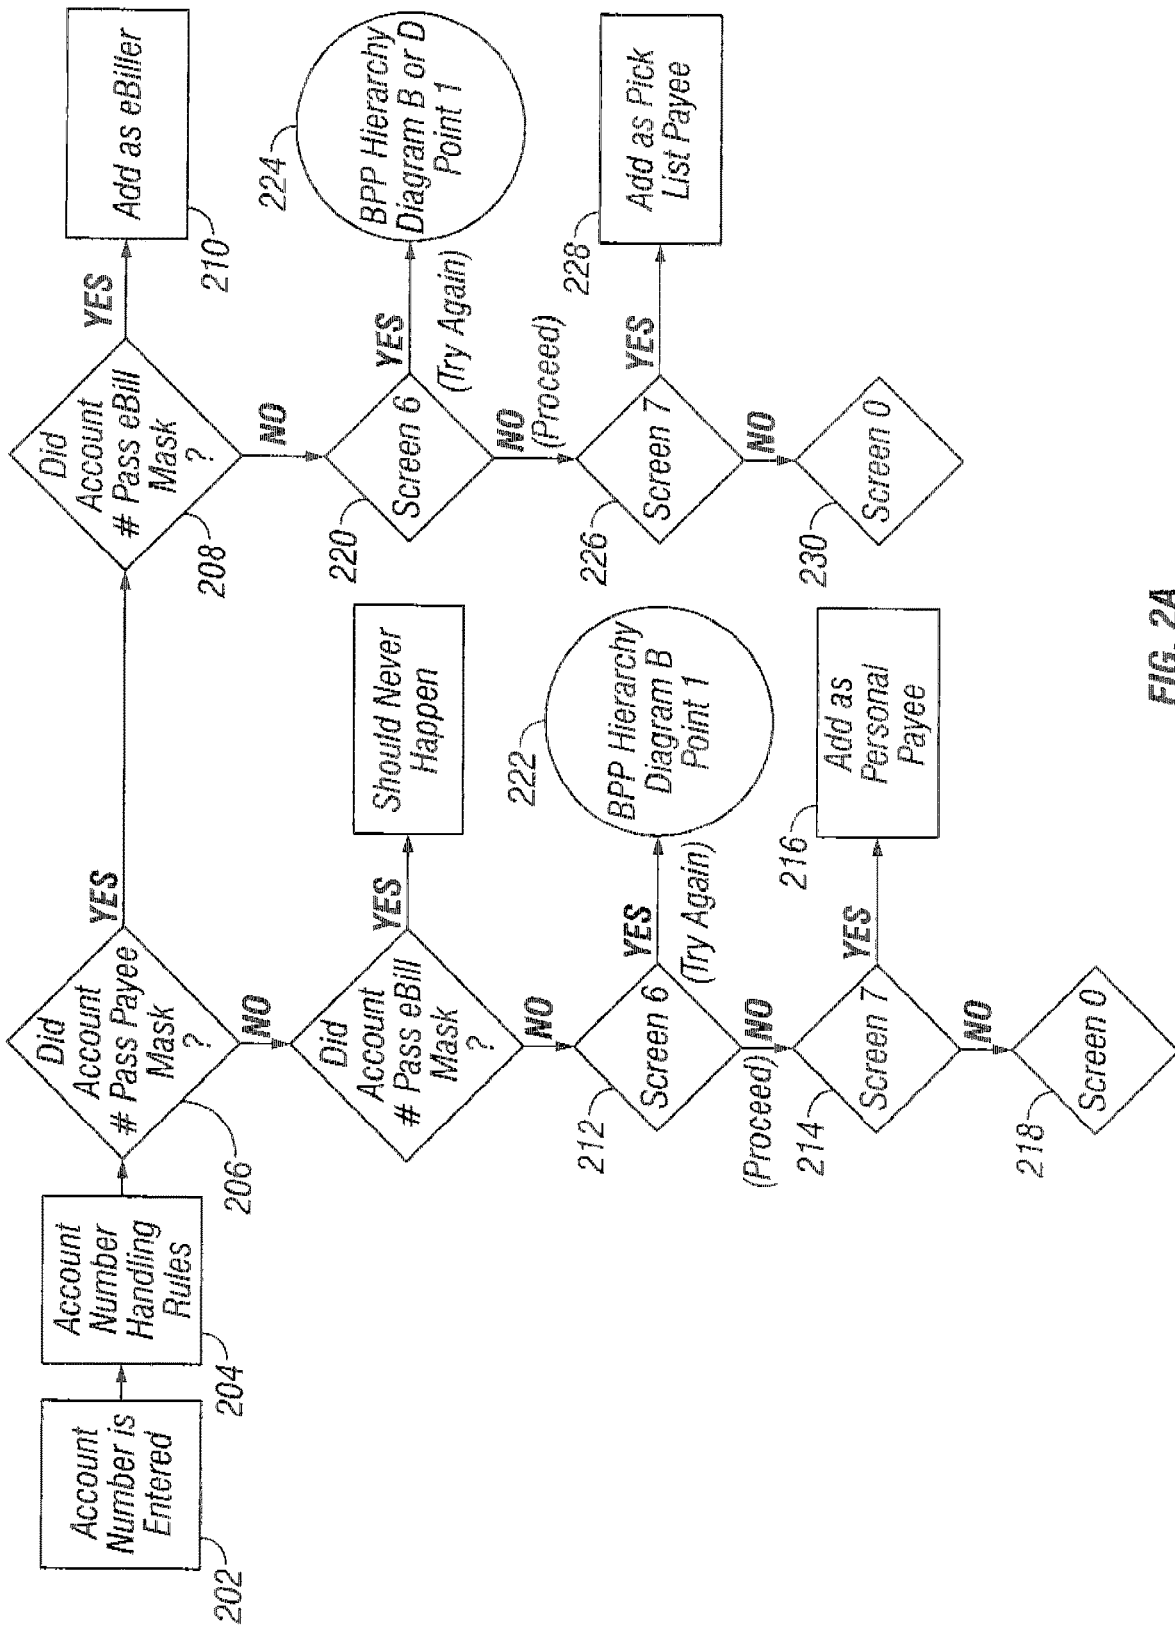 Account
Number is
Entered
202
Account
Number
Handling
Rules
204
Did
Account
# Pass Payee
Mask
?
206
YES
NO
Did
Account
# Pass eBill
Mask
?
208
YES
Add as eBiller
210
NO
Did
Account
# Pass eBill
Mask
?
YES
Should Never
Happen
NO
Screen 6
212
YES
(Try Again)
BPP Hierarchy
Diagram B
Point 1
222
NO
(Proceed)
Screen 7
214
YES
Add as
Personal
Payee
216
NO
Screen 0
218
Screen 6
220
YES
(Try Again)
BPP Hierarchy
Diagram B or D
Point 1
224
NO
(Proceed)
Screen 7
226
YES
Add as Pick
List Payee
228
NO
Screen 0
230
FIG. 2A